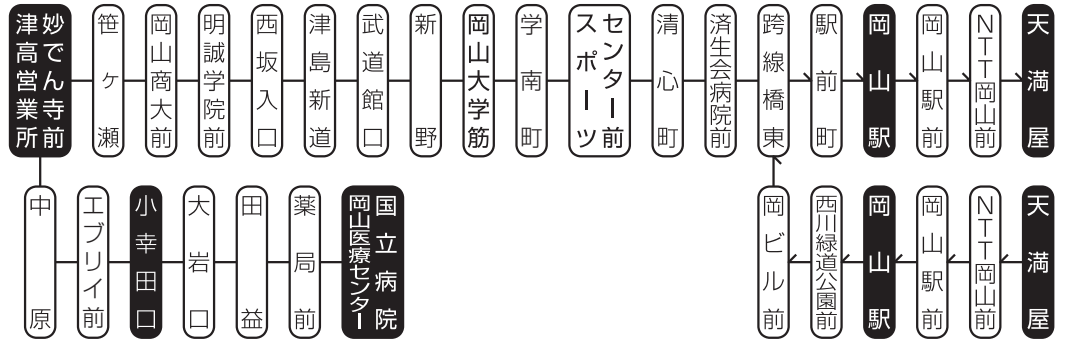 妙でん寺前
津高営業所
笹ヶ瀬
岡山商大前
明誠学院前
西坂入口
津島新道
武道館口
新野
岡山大学筋
学南町
センター前
スポーツ
清心町
済生会病院前
跨線橋東
駅前町
岡山駅
岡山駅前
NTT岡山前
天満屋
中原
エブリイ前
小幸田口
大岩口
田益
薬局前
国立病院
岡山医療センター
岡ビル前
西川緑道公園前
岡山駅
岡山駅前
NTT岡山前
天満屋